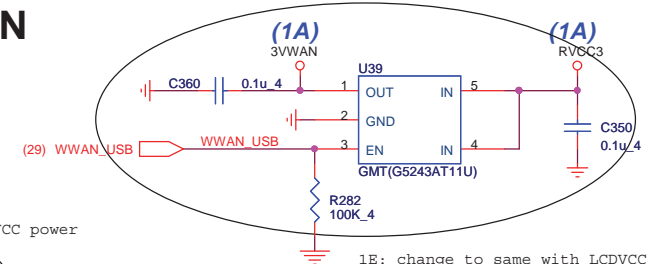 N
(1A)
(1A)
3VWAN
RVCC3
U39
C360
0.1u_4
1
OUT
IN
5
2
GND
C350
0.1u_4
(29)
WWAN_USB
WWAN_USB
3
EN
IN
4
GMT(G5243AT11U)
R282
100K_4
CC power
1E: change to same with LCDVCC